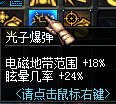 光子爆弹
电磁地带范围 +18%
眩晕几率 +24%
<请点击鼠标右键>